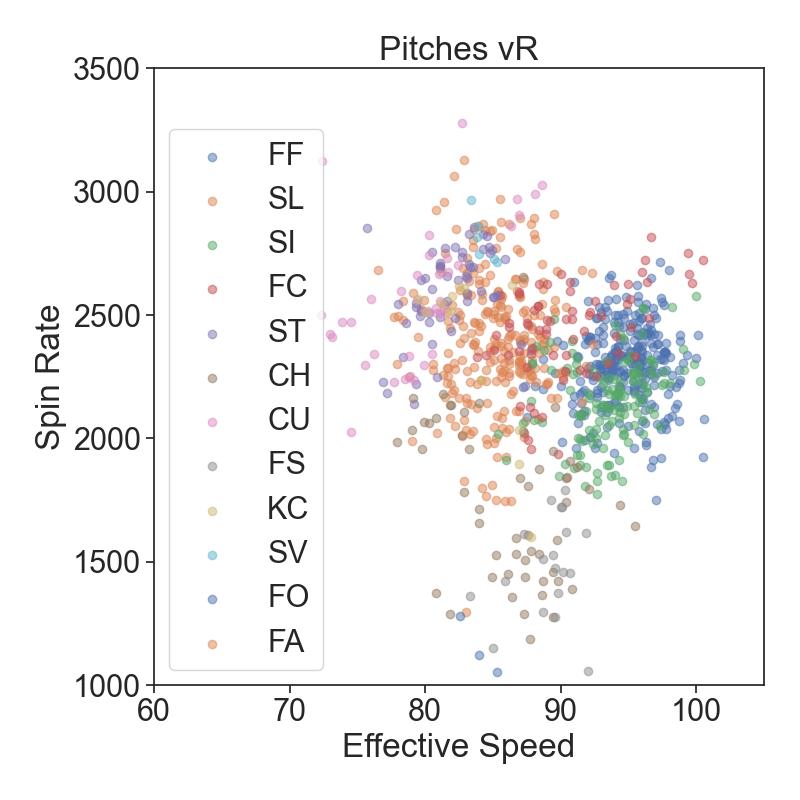 Pitches vR
3500
3000
2500
2000
1500
1000
Spin Rate
FF
SL
SI
FC
ST
CH
CU
FS
KC
SV
FO
FA
60 70 80 90 100
Effective Speed